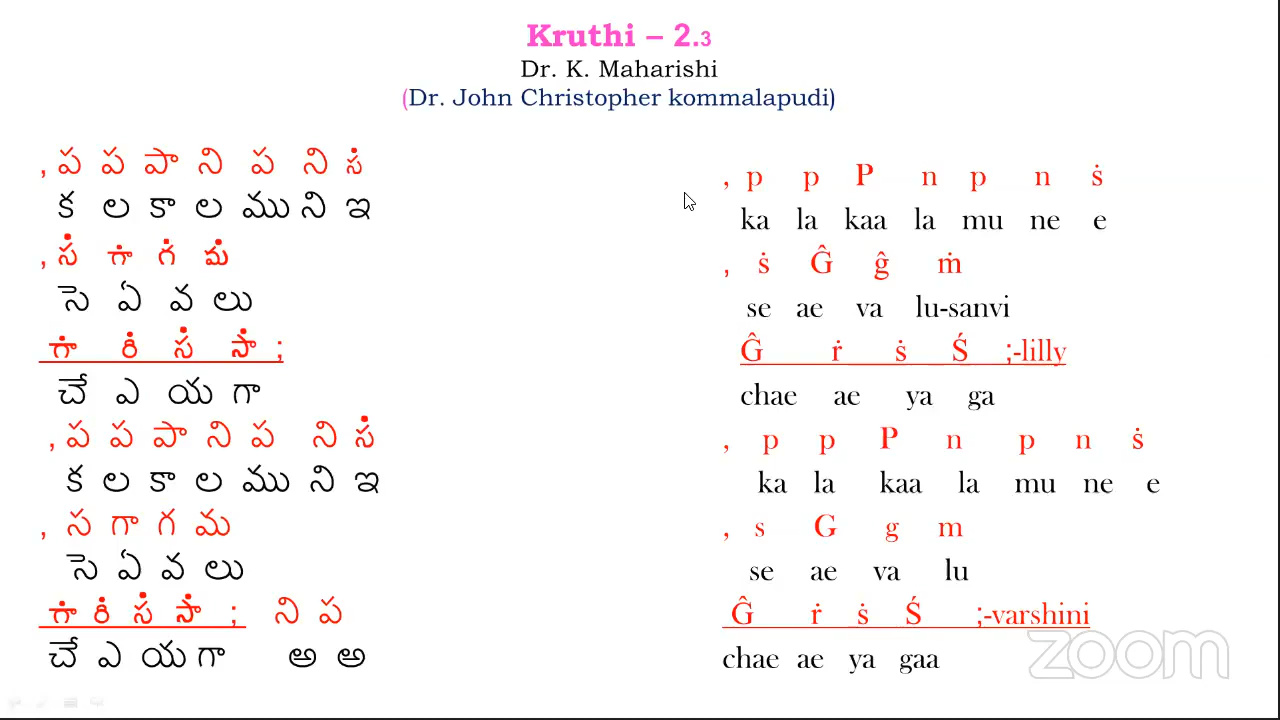 Kruthi – 2.3
Dr. K. Maharishi
(Dr. John Christopher kommalapudi)
, ప ప పా ని ప ని సׁ
క ల కా ల ము ని ఇ
, సׁ గాׁ గׁ మׁ
సె ఏ వ లు
గాׁ రిׁ సׁ సాׁ ;
చే ఎ య గా
, ప ప పా ని ప ని సׁ
క ల కా ల ము ని ఇ
, స గా గ మ
సె ఏ వ లు
గాׁ రిׁ సׁ సాׁ ; ని ప
చే ఎ య గా అ అ
, p p P n p n ṡ
ka la kaa la mu ne e
, ṡ Ĝ ĝ ṁ
se ae va lu-sanvi
Ĝ ṙ ṡ Ś ;-lilly
chae ae ya ga
, p p P n p n ṡ
ka la kaa la mu ne e
, s G g m
se ae va lu
Ĝ ṙ ṡ Ś ;-varshini
chae ae ya gaa
zoom